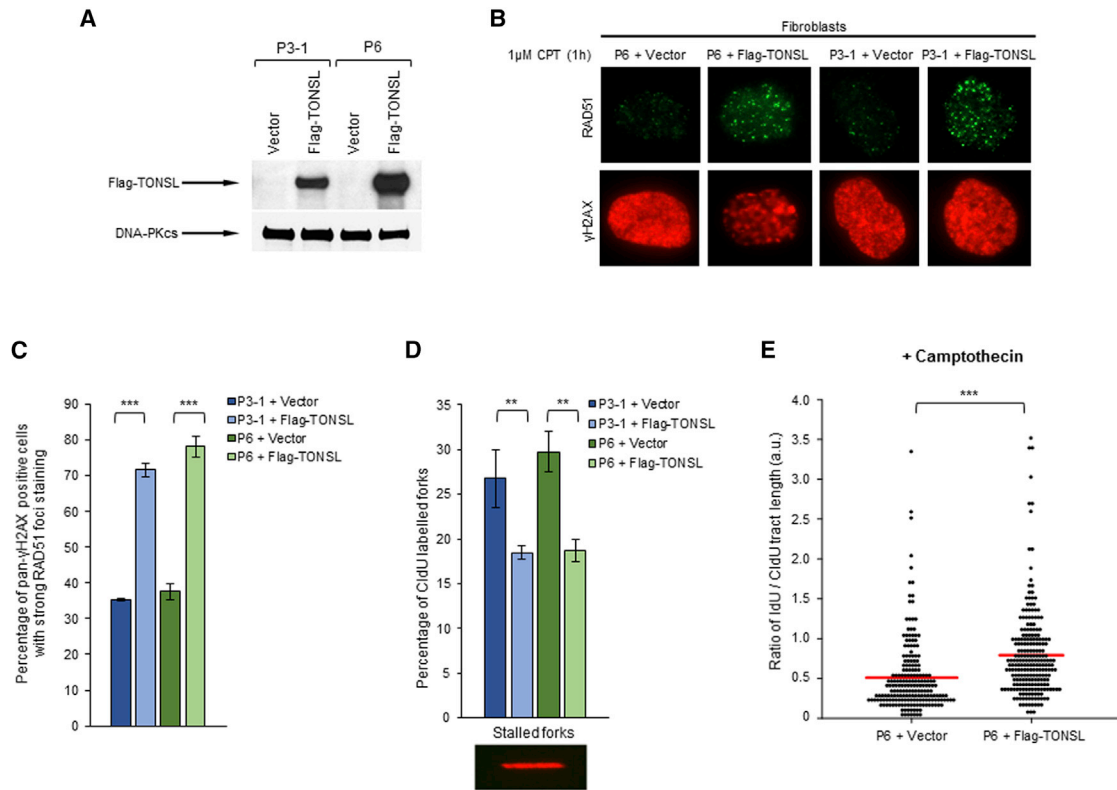 A
P3-1
P6
Vector
Flag-TONSL
Vector
Flag-TONSL
Flag-TONSL
DNA-PKcs
B
Fibroblasts
1µM CPT (1h)
P6 + Vector
P6 + Flag-TONSL
P3-1 + Vector
P3-1 + Flag-TONSL
RAD51
γH2AX
C
Percentage of pan-γH2AX positive cells
with strong RAD51 foci staining
90
80
70
60
50
40
30
20
10
0
***
***
P3-1 + Vector
P3-1 + Flag-TONSL
P6 + Vector
P6 + Flag-TONSL
D
Percentage of CldU labelled forks
35
30
25
20
15
10
5
0
**
**
P3-1 + Vector
P3-1 + Flag-TONSL
P6 + Vector
P6 + Flag-TONSL
Stalled forks
E
+ Camptothecin
***
Ratio of IdU / CldU tract length (a.u.)
4.0
3.5
3.0
2.5
2.0
1.5
1.0
0.5
0
P6 + Vector
P6 + Flag-TONSL